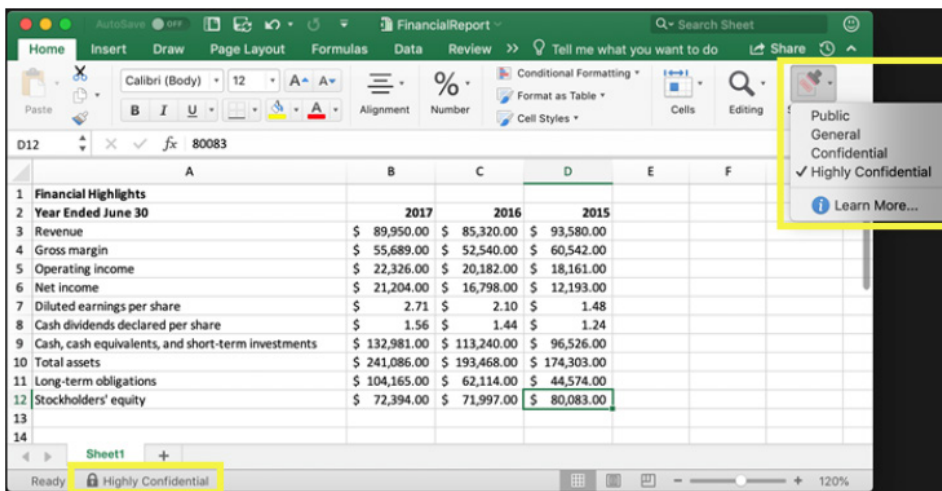 AutoSave OFF FinancialReport Search Sheet
Home Insert Draw Page Layout Formulas Data Review >> Tell me what you want to do Share
Paste
Calibri (Body) 12 A A
B I U A
Alignment
% Number
Conditional Formatting
Format as Table
Cell Styles
Cells
Editing
Public
General
Confidential
✓ Highly Confidential
Learn More...
D12 fx 80083
A B C D E F
1 Financial Highlights
2 Year Ended June 30 2017 2016 2015
3 Revenue $ 89,950.00 $ 85,320.00 $ 93,580.00
4 Gross margin $ 55,689.00 $ 52,540.00 $ 60,542.00
5 Operating income $ 22,326.00 $ 20,182.00 $ 18,161.00
6 Net income $ 21,204.00 $ 16,798.00 $ 12,193.00
7 Diluted earnings per share $ 2.71 $ 2.10 $ 1.48
8 Cash dividends declared per share $ 1.56 $ 1.44 $ 1.24
9 Cash, cash equivalents, and short-term investments $ 132,981.00 $ 113,240.00 $ 96,526.00
10 Total assets $ 241,086.00 $ 193,468.00 $ 174,303.00
11 Long-term obligations $ 104,165.00 $ 62,114.00 $ 44,574.00
12 Stockholders' equity $ 72,394.00 $ 71,997.00 $ 80,083.00
13
14
Sheet1 +
Ready Highly Confidential 120%